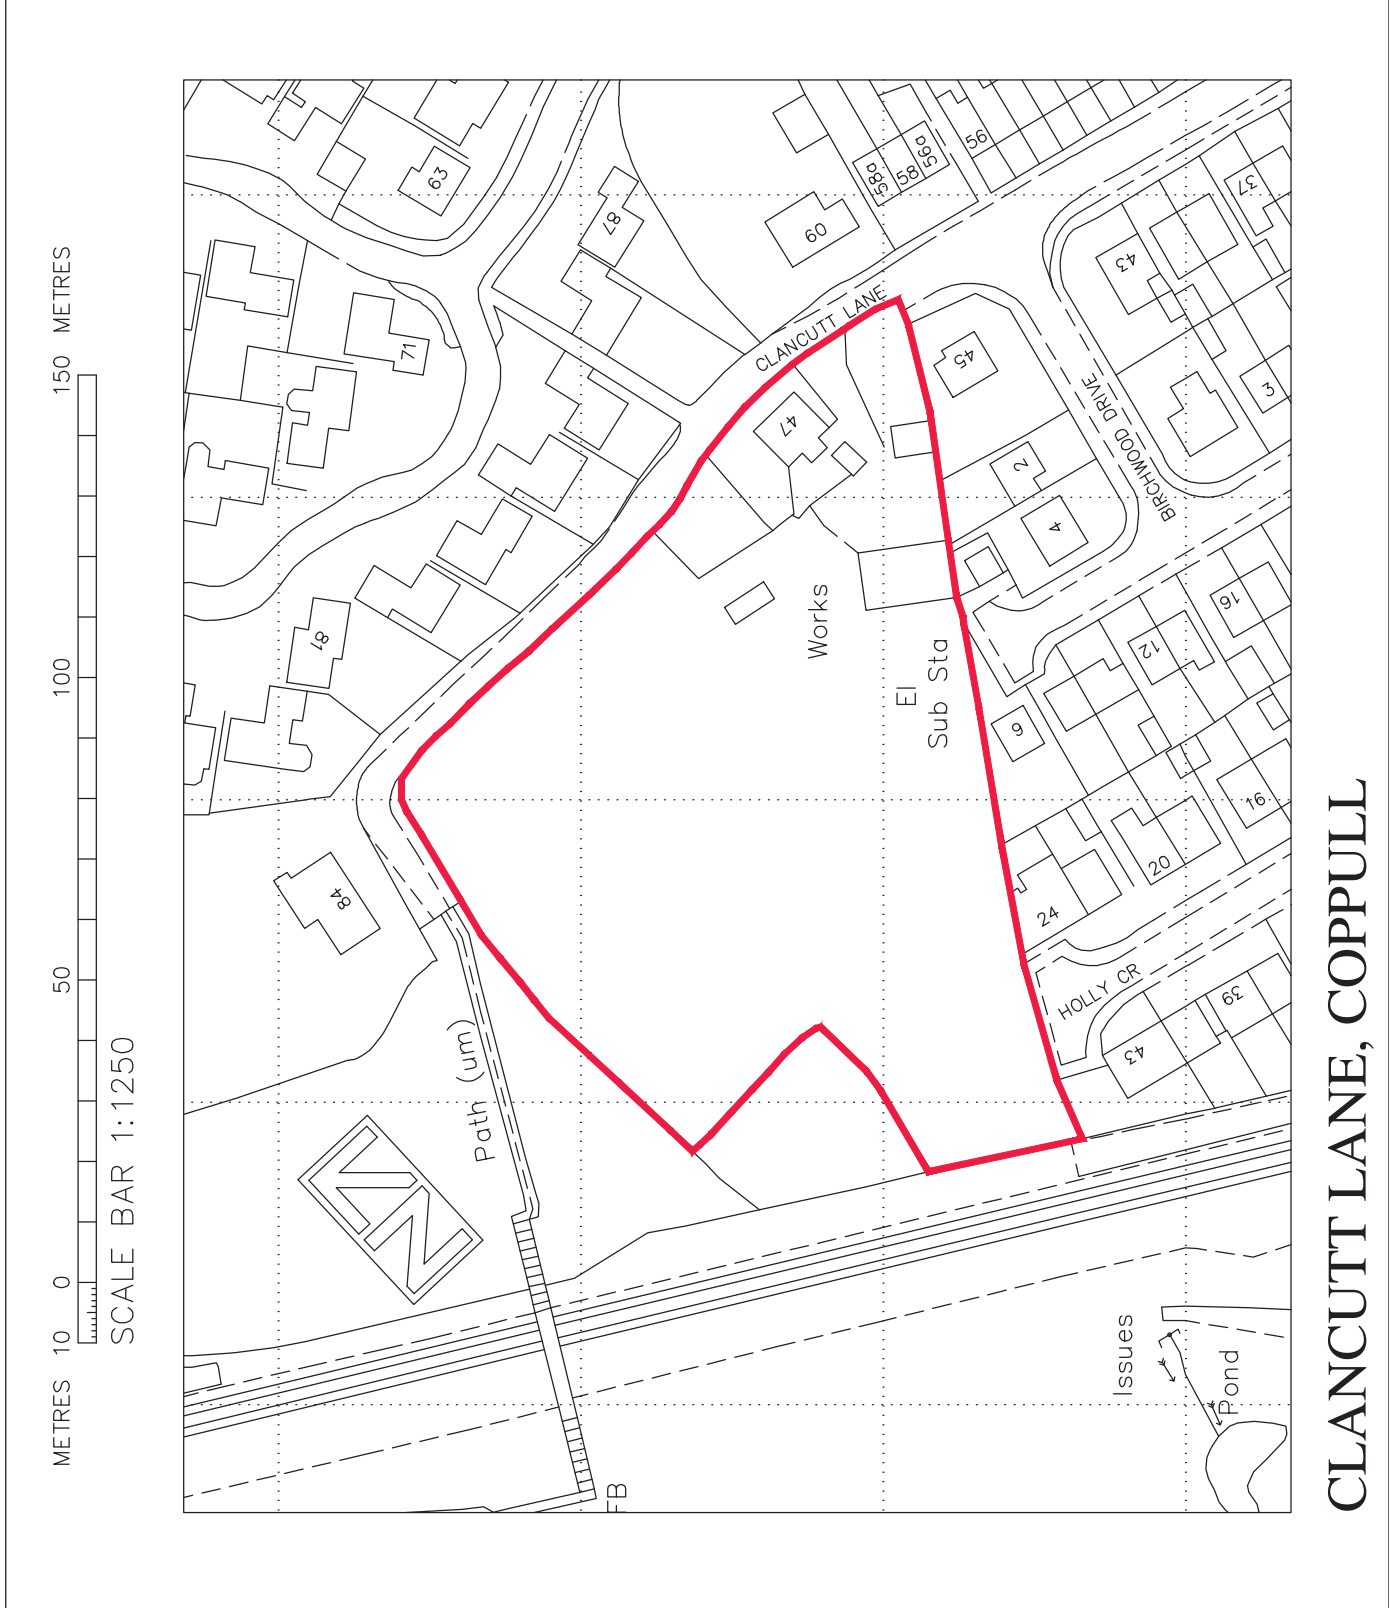 METRES 10 0 50 100 150 METRES
SCALE BAR 1:1250
63
87
71
81
84
60
58a
58
56a
56
CLANCUTT LANE
47
45
43
37
3
2
4
BIRCHWOOD DRIVE
Works
El
Sub Sta
6
12
16
16
20
24
HOLLY CR
43
39
Path (um)
FB
Issues
Pond
CLANCUTT LANE, COPPULL